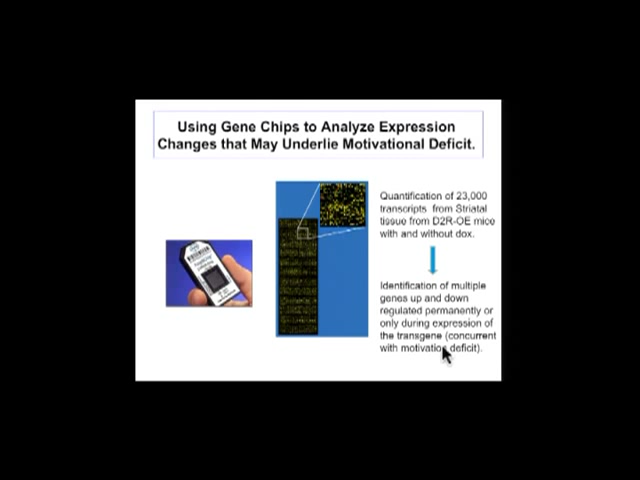 Using Gene Chips to Analyze Expression
Changes that May Underlie Motivational Deficit.
Quantification of 23,000
transcripts from Striatal
tissue from D2R-OE mice
with and without dox.
Identification of multiple
genes up and down
regulated permanently or
only during expression of
the transgene (concurrent
with motivation deficit).